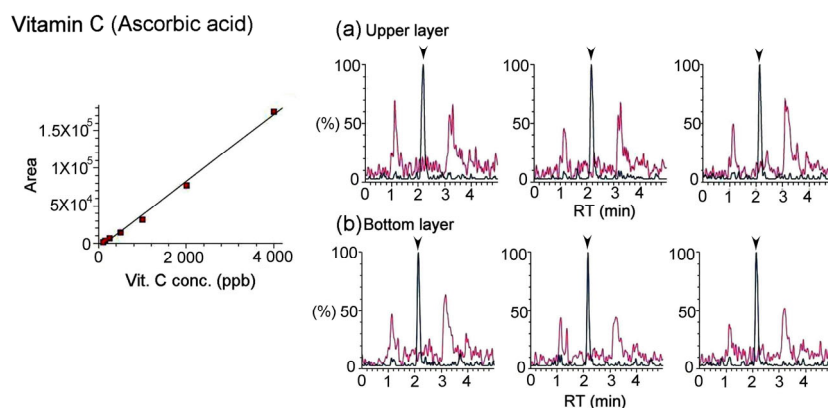 Vitamin C (Ascorbic acid)
Area
1.5X10^5
1X10^5
5X10^4
0
0
2 000
4 000
Vit. C conc. (ppb)
(a) Upper layer
(%)
100
50
0
0 1 2 3 4
100
50
0
0 1 2 3 4
100
50
0
0 1 2 3 4
RT (min)
(b) Bottom layer
(%)
100
50
0
0 1 2 3 4 5
100
50
0
0 1 2 3 4 5
100
50
0
0 1 2 3 4 5
RT (min)